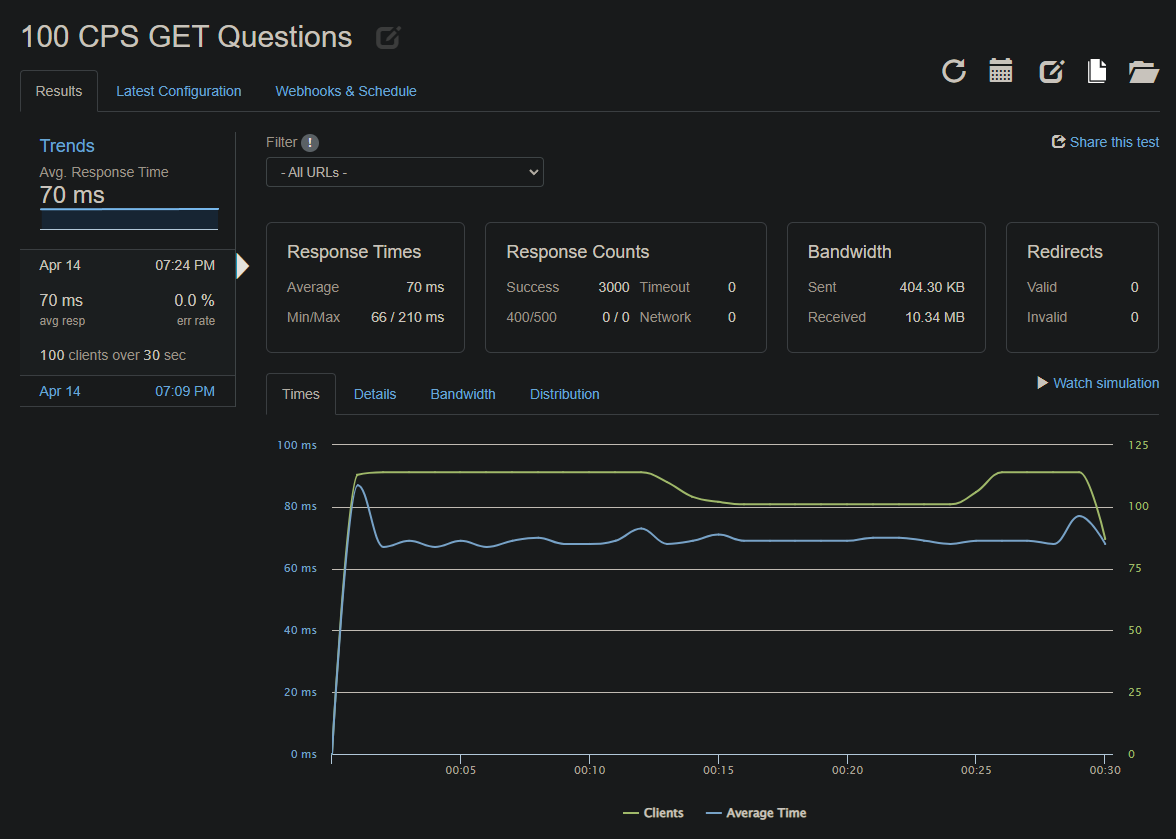 100 CPS GET Questions
Results
Latest Configuration
Webhooks & Schedule
Trends
Avg. Response Time
70 ms
Apr 14 07:24 PM
70 ms 0.0 %
avg resp err rate
100 clients over 30 sec
Apr 14 07:09 PM
Filter !
- All URLs -
Share this test
Response Times
Average 70 ms
Min/Max 66 / 210 ms
Response Counts
Success 3000 Timeout 0
400/500 0 / 0 Network 0
Bandwidth
Sent 404.30 KB
Received 10.34 MB
Redirects
Valid 0
Invalid 0
Times
Details
Bandwidth
Distribution
Watch simulation
100 ms 125
80 ms 100
60 ms 75
40 ms 50
20 ms 25
0 ms 0
00:05 00:10 00:15 00:20 00:25 00:30
Clients Average Time